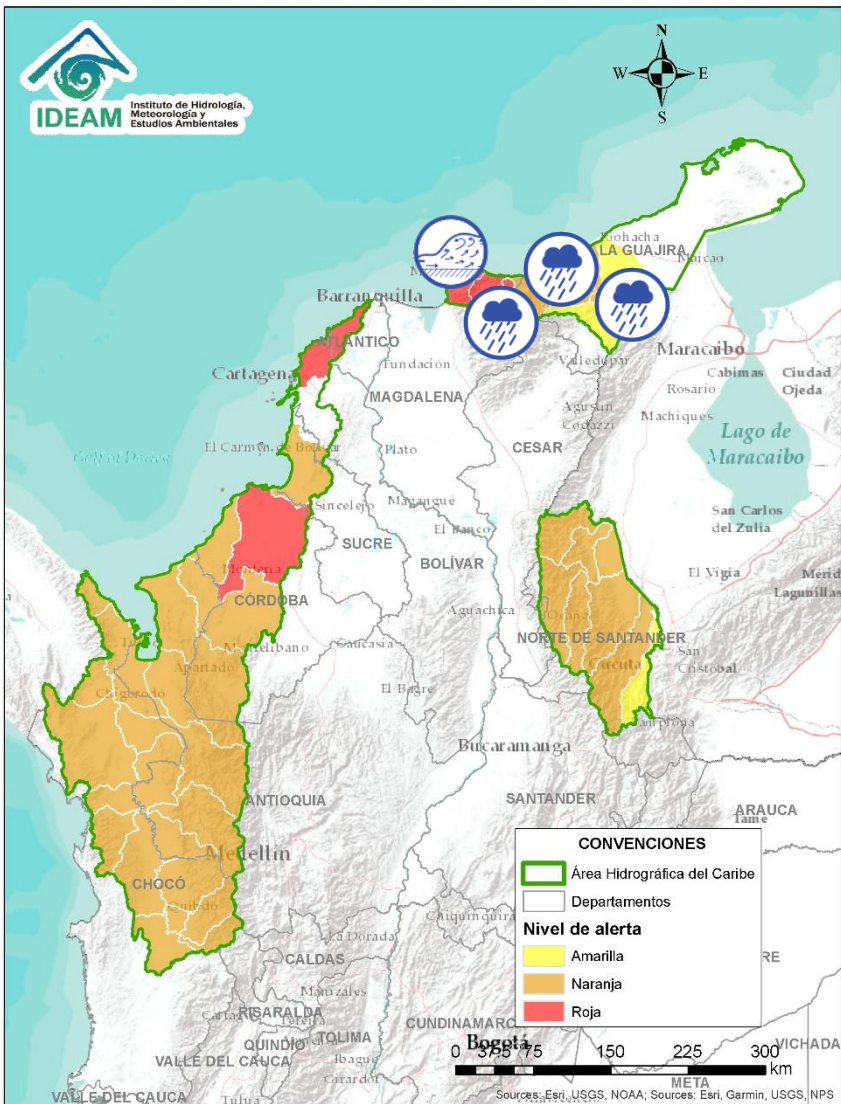 N
W E
S
IDEAM
Instituto de Hidrología,
Meteorología y
Estudios Ambientales
LA GUAJIRA
Maicao
Barranquilla
ATLÁNTICO
Cartagena
Fundación
MAGDALENA
Valledupar
Maracaibo
Cabimas
Ciudad
Ojeda
Rosario
Machiques
Agustín
Codazzi
CESAR
Lago de
Maracaibo
El Carmen de Bolívar
Plato
Sincelejo
Magangué
El Banco
SUCRE
BOLÍVAR
San Carlos
del Zulia
El Vigía
Lagunillas
Montería
CÓRDOBA
Aguachica
Ocaña
NORTE DE SANTANDER
Cúcuta
San
Cristóbal
Montelíbano
Caucasia
Apartadó
Chigorodó
El Bagre
Pamplona
Bucaramanga
ANTIOQUIA
SANTANDER
ARAUCA
Tame
Medellín
CHOCÓ
Quibdó
Chiquinquirá
La Dorada
CALDAS
Manizales
RISARALDA
Pereira
QUINDÍO
TOLIMA
CUNDINAMARC
Bogotá
VALLE DEL CAUCA
Ibagué
Girardot
VICHADA
META
VALLE DEL CAUCA
Tuluá
CONVENCIONES
Área Hidrográfica del Caribe
Departamentos
Nivel de alerta
Amarilla
Naranja
Roja
0 37,5 75 150 225 300
km
Sources: Esri, USGS, NOAA; Sources: Esri, Garmin, USGS, NPS